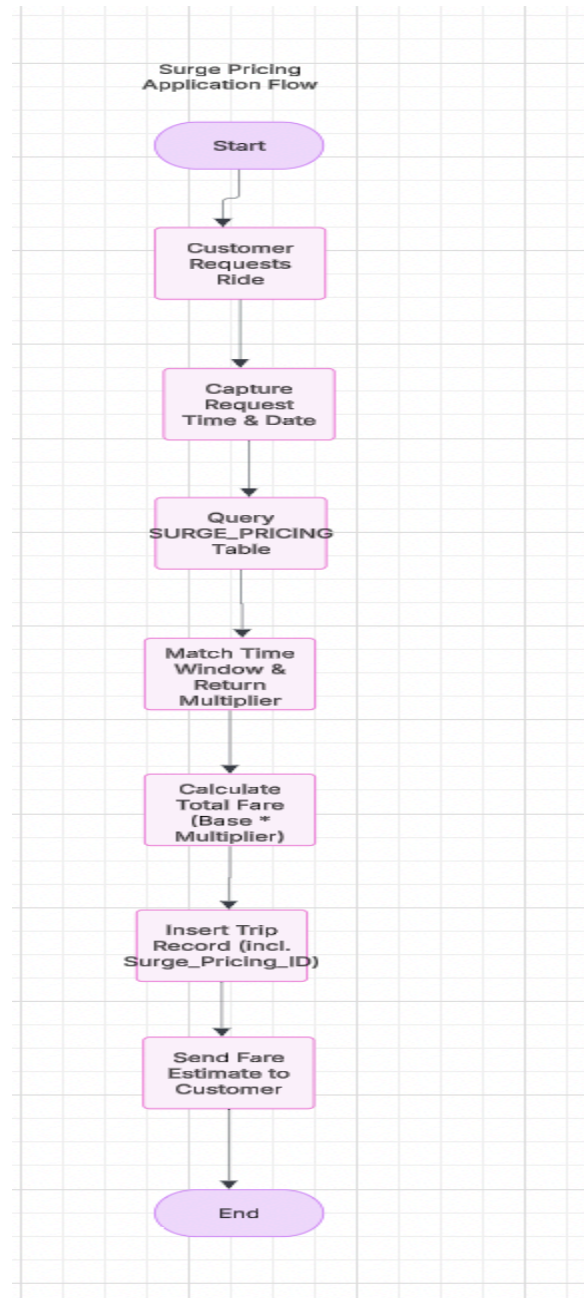 Surge Pricing
Application Flow
Start
Customer
Requests
Ride
Capture
Request
Time & Date
Query
SURGE_PRICING
Table
Match Time
Window &
Return
Multiplier
Calculate
Total Fare
(Base *
Multiplier)
Insert Trip
Record (incl.
Surge_Pricing_ID)
Send Fare
Estimate to
Customer
End